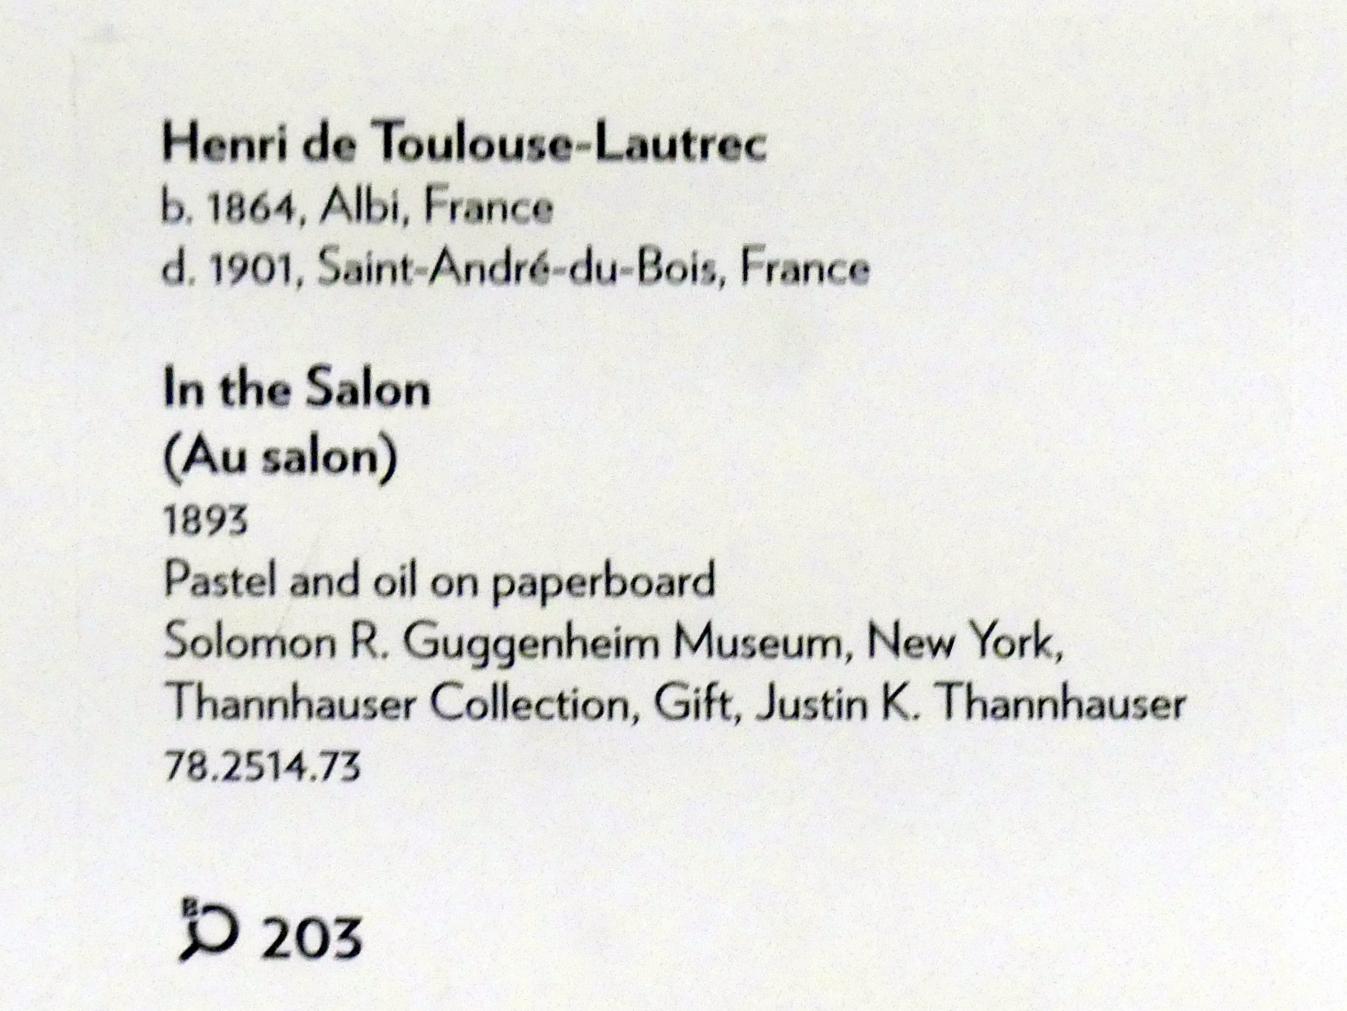 Henri de Toulouse-Lautrec
b. 1864, Albi, France
d. 1901, Saint-André-du-Bois, France
In the Salon
(Au salon)
1893
Pastel and oil on paperboard
Solomon R. Guggenheim Museum, New York,
Thannhauser Collection, Gift, Justin K. Thannhauser
78.2514.73
B 203